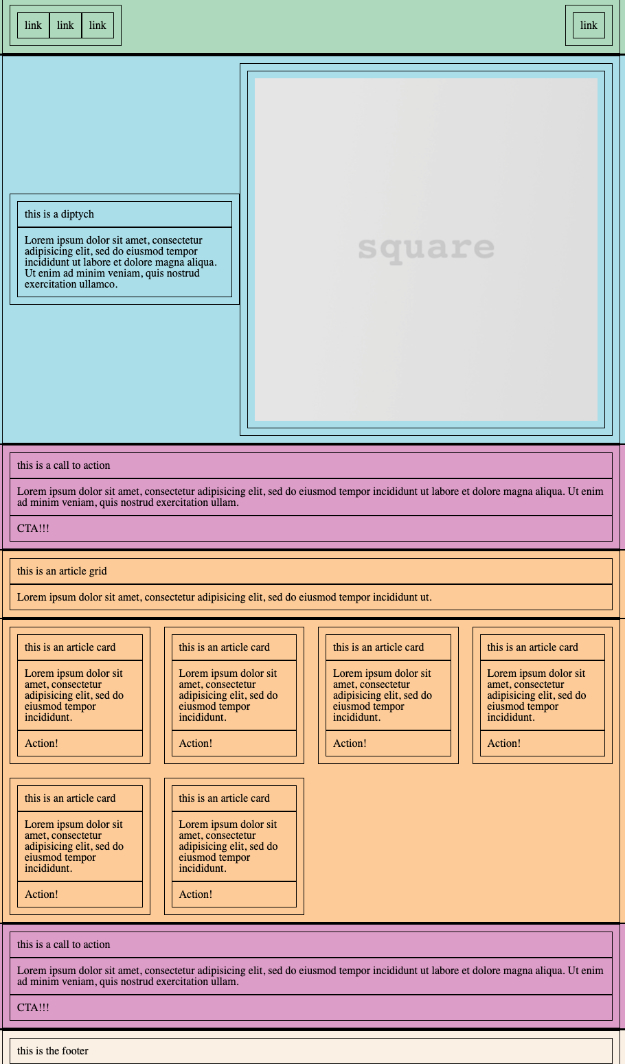 link link link link
this is a diptych
Lorem ipsum dolor sit amet, consectetur
adipisicing elit, sed do eiusmod tempor
incididunt ut labore et dolore magna aliqua.
Ut enim ad minim veniam, quis nostrud
exercitation ullamco.
square
this is a call to action
Lorem ipsum dolor sit amet, consectetur adipisicing elit, sed do eiusmod tempor incididunt ut labore et dolore magna aliqua. Ut enim
ad minim veniam, quis nostrud exercitation ullam.
CTA!!!
this is an article grid
Lorem ipsum dolor sit amet, consectetur adipisicing elit, sed do eiusmod tempor incididunt ut.
this is an article card
Lorem ipsum dolor sit
amet, consectetur
adipisicing elit, sed do
eiusmod tempor
incididunt.
Action!
this is an article card
Lorem ipsum dolor sit
amet, consectetur
adipisicing elit, sed do
eiusmod tempor
incididunt.
Action!
this is an article card
Lorem ipsum dolor sit
amet, consectetur
adipisicing elit, sed do
eiusmod tempor
incididunt.
Action!
this is an article card
Lorem ipsum dolor sit
amet, consectetur
adipisicing elit, sed do
eiusmod tempor
incididunt.
Action!
this is an article card
Lorem ipsum dolor sit
amet, consectetur
adipisicing elit, sed do
eiusmod tempor
incididunt.
Action!
this is an article card
Lorem ipsum dolor sit
amet, consectetur
adipisicing elit, sed do
eiusmod tempor
incididunt.
Action!
this is a call to action
Lorem ipsum dolor sit amet, consectetur adipisicing elit, sed do eiusmod tempor incididunt ut labore et dolore magna aliqua. Ut enim
ad minim veniam, quis nostrud exercitation ullam.
CTA!!!
this is the footer